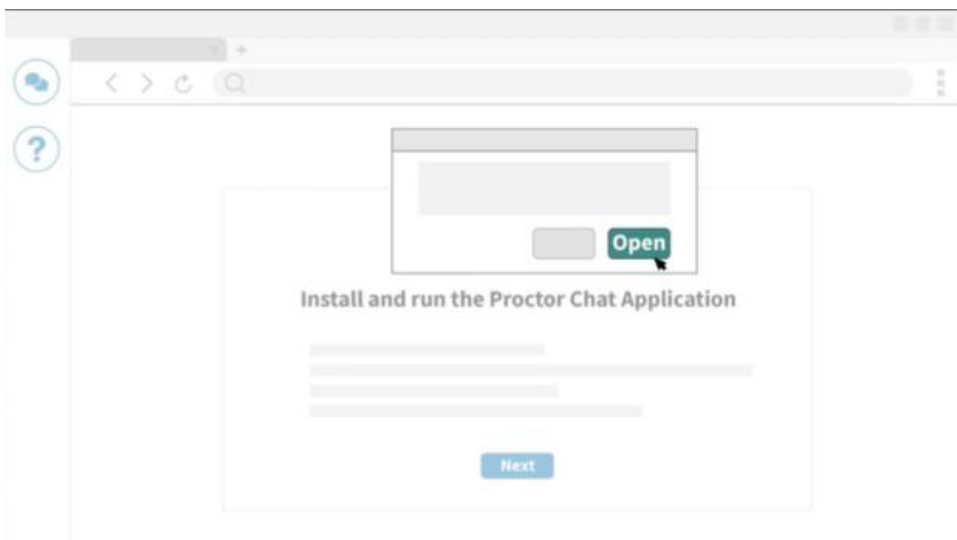 ?
Open
Install and run the Proctor Chat Application
Next